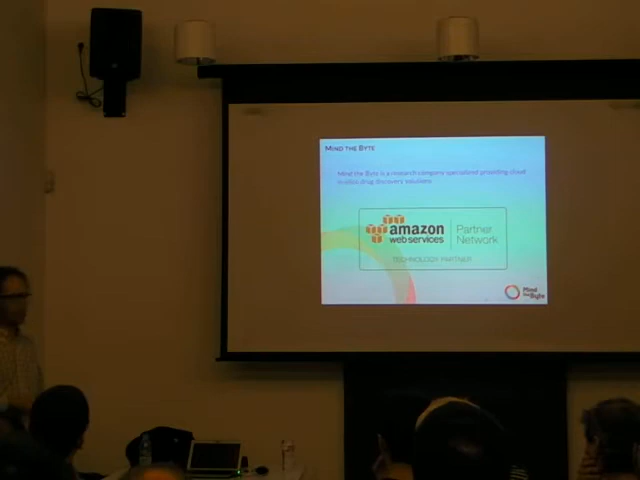 MIND THE BYTE
Mind the Byte is a research company specialized providing cloud
in silico drug discovery solutions
amazon
web services
Partner
Network
TECHNOLOGY PARTNER
Mind
the Byte